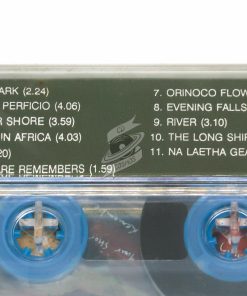 ARK (2.24)
PERFICIO (4.06)
R SHORE (3.59)
IN AFRICA (4.03)
20)
RE REMEMBERS (1.59)
7. ORINOCO FLOW
8. EVENING FALLS
9. RIVER (3.10)
10. THE LONG SHIP
11. NA LAETHA GEA